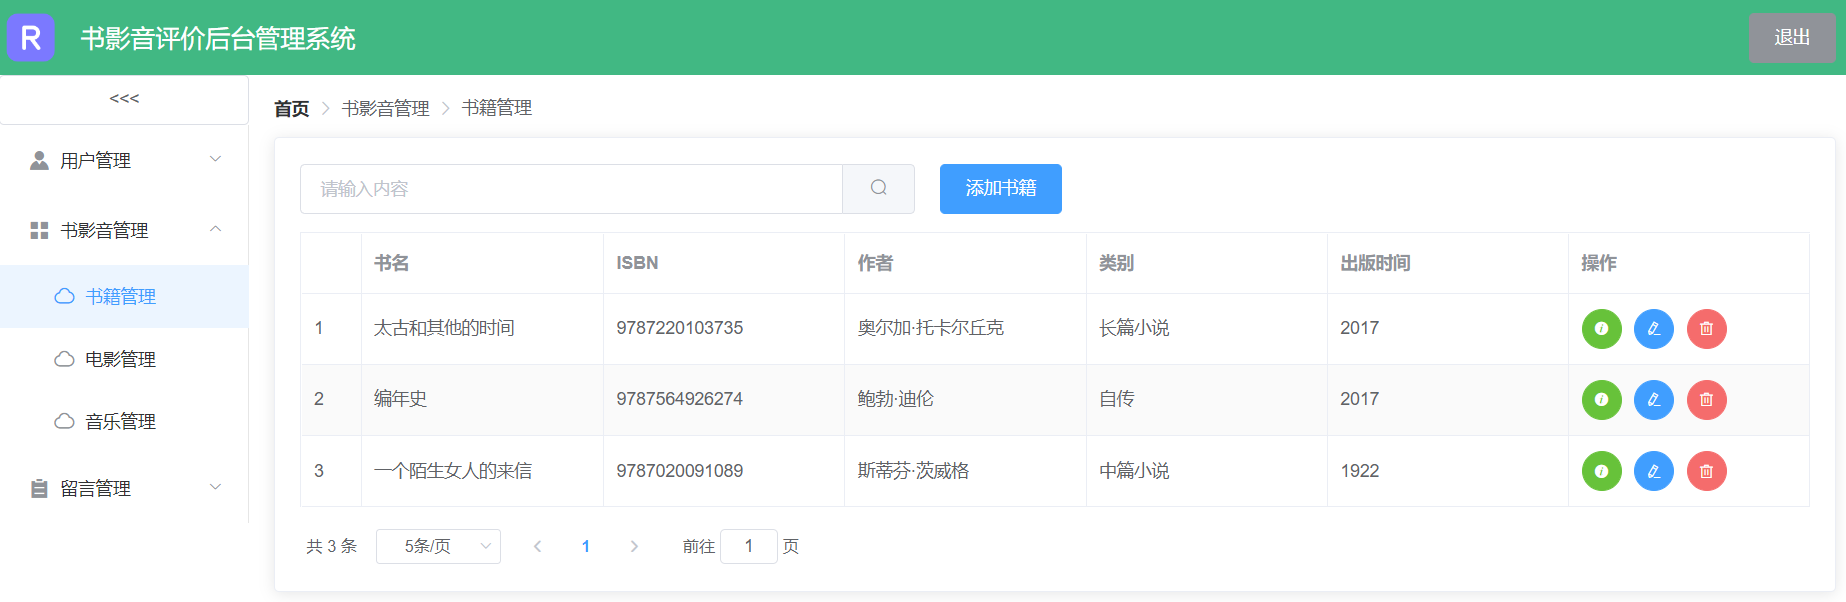 R 书影音评价后台管理系统 退出
<<<
首页 > 书影音管理 > 书籍管理
用户管理
书影音管理
书籍管理
电影管理
音乐管理
留言管理
请输入内容 添加书籍
书名 ISBN 作者 类别 出版时间 操作
1 太古和其他的时间 9787220103735 奥尔加·托卡尔丘克 长篇小说 2017
2 编年史 9787564926274 鲍勃·迪伦 自传 2017
3 一个陌生女人的来信 9787020091089 斯蒂芬·茨威格 中篇小说 1922
共 3 条 5条/页 < 1 > 前往 1 页